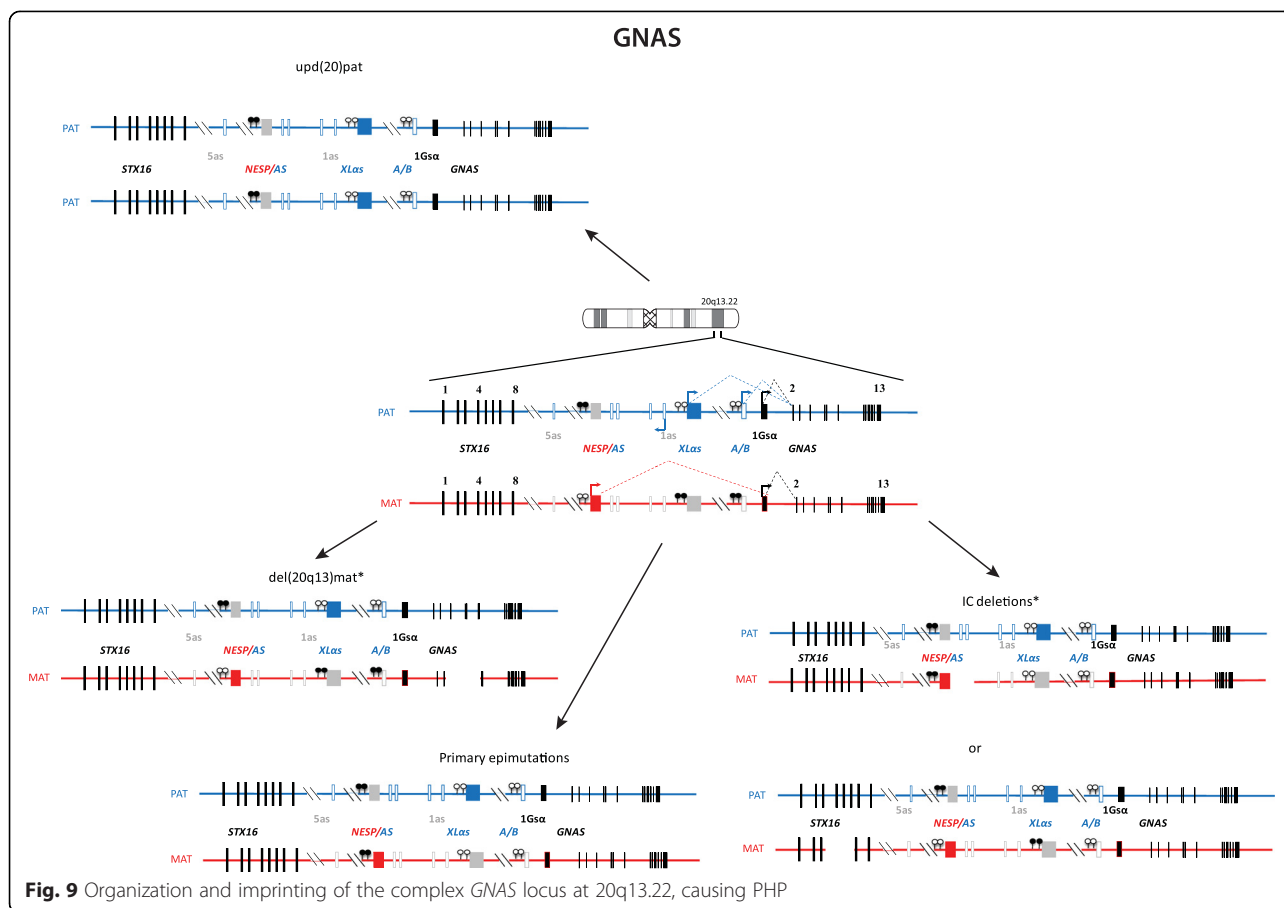 GNAS
upd(20)pat
PAT
5as 1as 1Gsα
STX16 NESP/AS XLαs A/B GNAS
PAT
20q13.22
1 4 8 2 13
PAT
5as 1as 1Gsα
STX16 NESP/AS XLαs A/B GNAS
1 4 8 2 13
MAT
del(20q13)mat*
PAT
5as 1as 1Gsα
STX16 NESP/AS XLαs A/B GNAS
MAT
IC deletions*
PAT
5as 1as 1Gsα
STX16 NESP/AS XLαs A/B GNAS
MAT
Primary epimutations
PAT
5as 1as 1Gsα
STX16 NESP/AS XLαs A/B GNAS
MAT
or
PAT
5as 1as 1Gsα
STX16 NESP/AS XLαs A/B GNAS
MAT
Fig. 9 Organization and imprinting of the complex GNAS locus at 20q13.22, causing PHP